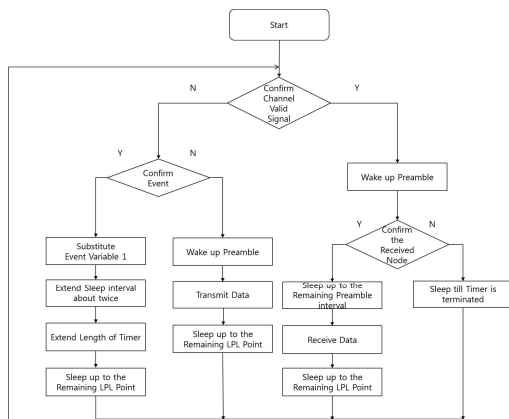 Start
N
Confirm
Channel
Valid
Signal
Y
Y
Confirm
Event
N
Wake up Preamble
Y
Confirm
the
Received
Node
N
Substitute
Event Variable 1
Wake up Preamble
Extend Sleep interval
about twice
Transmit Data
Sleep up to the
Remaining Preamble
interval
Sleep till Timer is
terminated
Extend Length of Timer
Sleep up to the
Remaining LPL Point
Receive Data
Sleep up to the
Remaining LPL Point
Sleep up to the
Remaining LPL Point